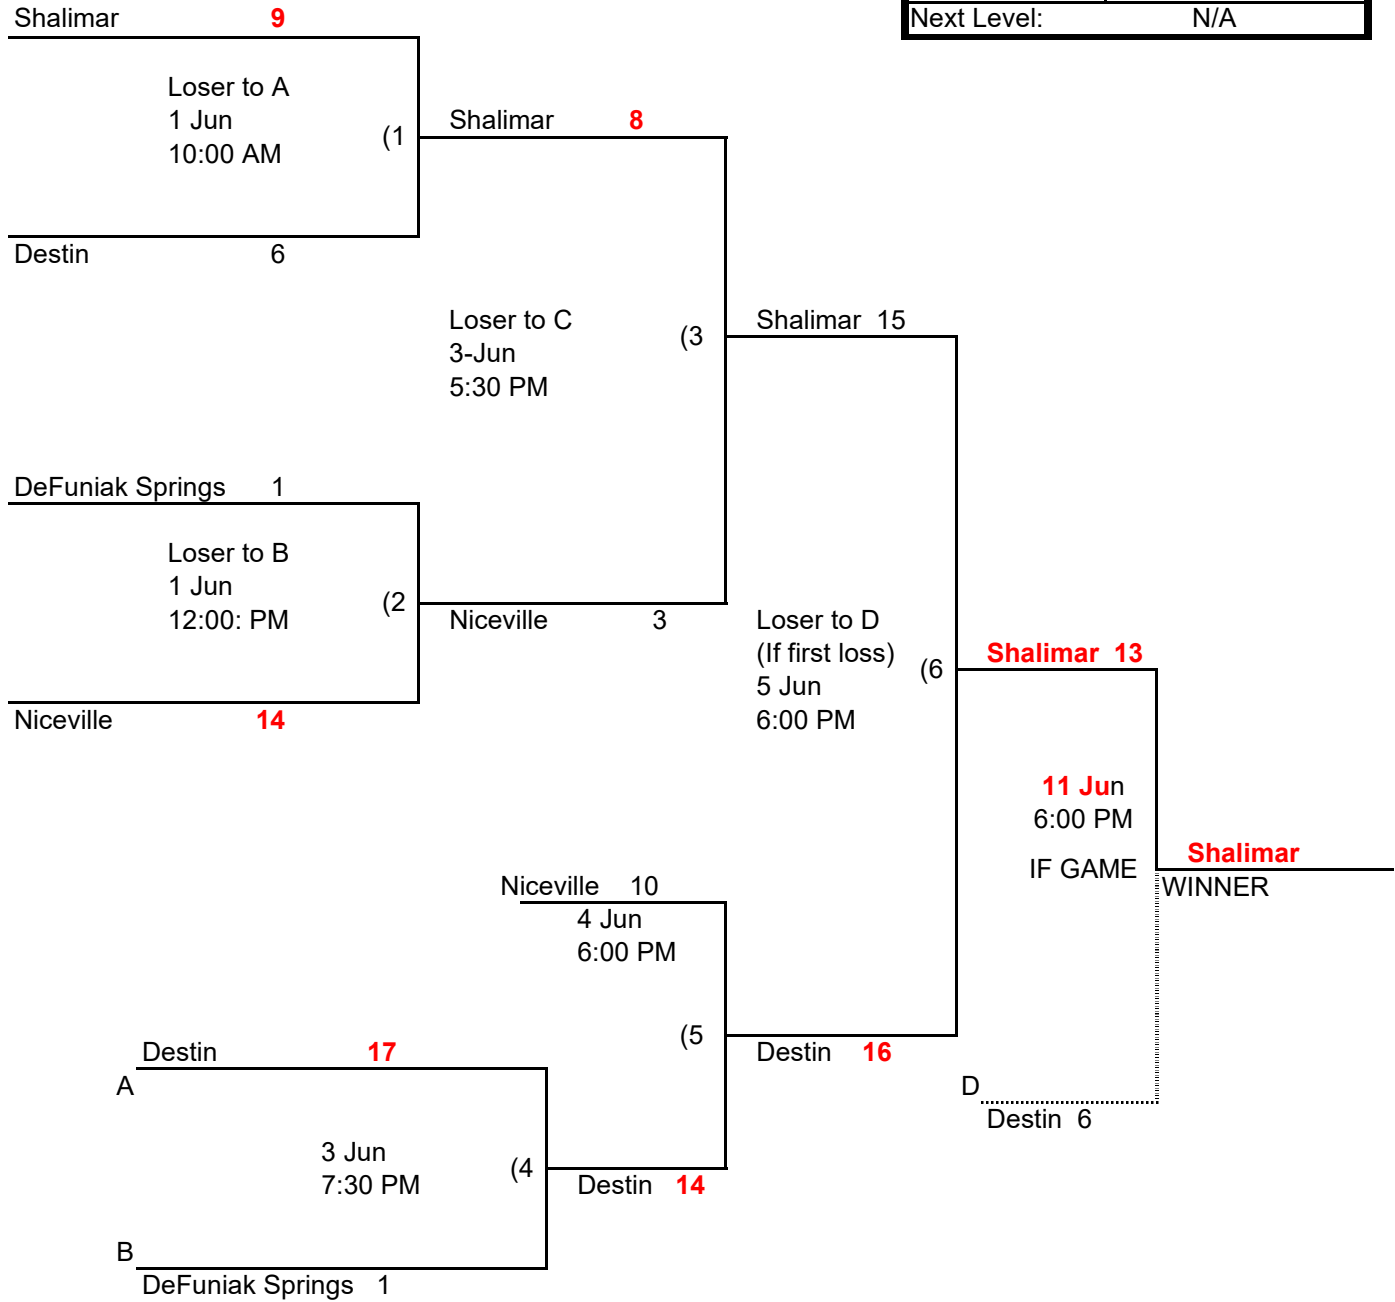 Shalimar 9
Next Level: N/A
Loser to A
1 Jun
10:00 AM
(1
Shalimar 8
Destin 6
Loser to C
3-Jun
5:30 PM
(3
Shalimar 15
DeFuniak Springs 1
Loser to B
1 Jun
12:00: PM
(2
Niceville 3
Niceville 14
Loser to D
(If first loss)
5 Jun
6:00 PM
(6
Shalimar 13
11 Jun
6:00 PM
IF GAME
Shalimar
WINNER
Niceville 10
4 Jun
6:00 PM
(5
Destin 16
Destin 17
A
3 Jun
7:30 PM
(4
Destin 14
D
Destin 6
B
DeFuniak Springs 1